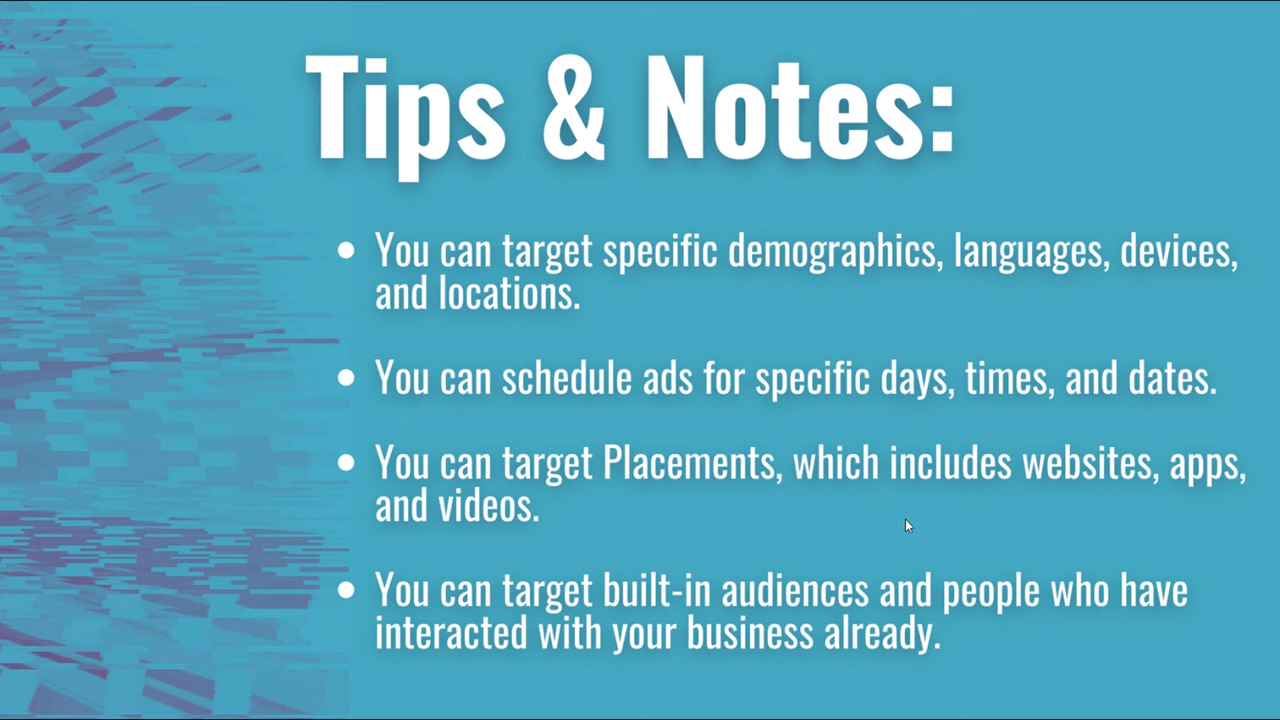 Tips & Notes:
• You can target specific demographics, languages, devices,
and locations.
• You can schedule ads for specific days, times, and dates.
• You can target Placements, which includes websites, apps,
and videos.
• You can target built-in audiences and people who have
interacted with your business already.